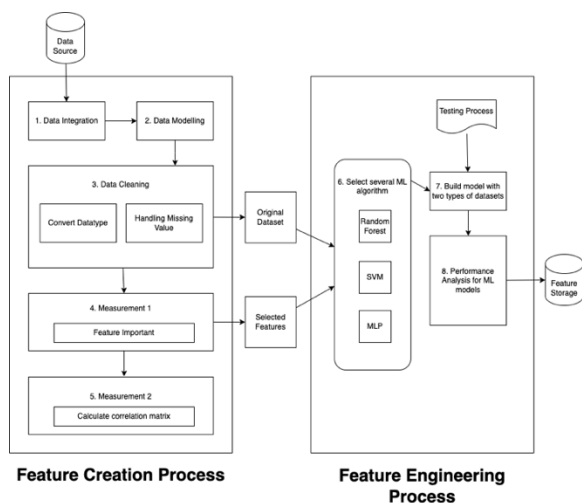 Data
Source
1. Data Integration
2. Data Modelling
3. Data Cleaning
Convert Datatype
Handling Missing
Value
4. Measurement 1
Feature Important
5. Measurement 2
Calculate correlation matrix
Feature Creation Process
Original
Dataset
Selected
Features
Testing Process
6. Select several ML
algorithm
Random
Forest
SVM
MLP
7. Build model with
two types of datasets
8. Performance
Analysis for ML
models
Feature
Storage
Feature Engineering
Process